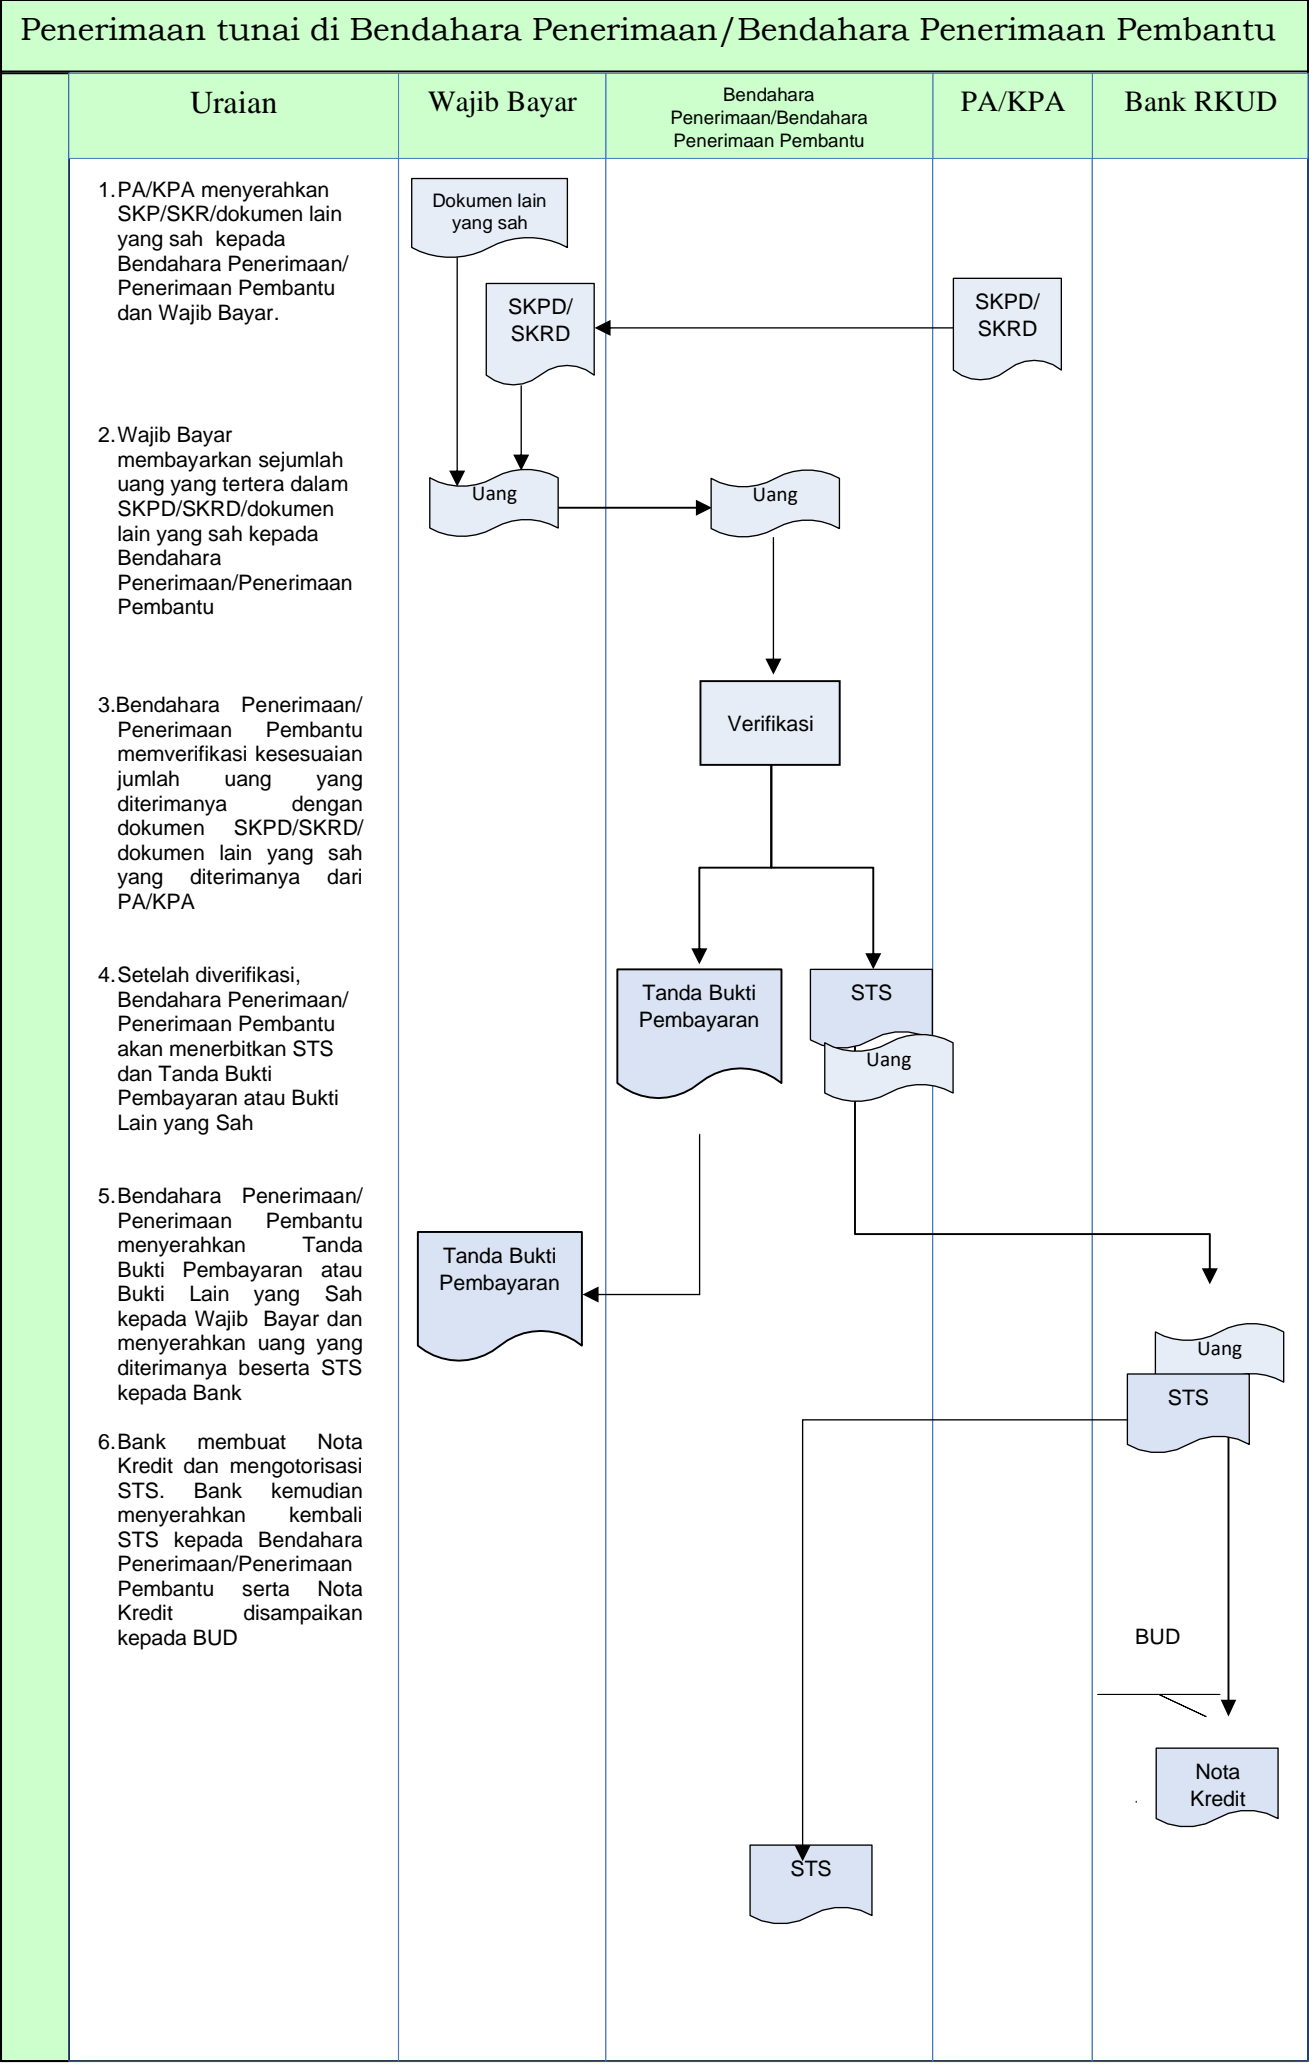 Penerimaan tunai di Bendahara Penerimaan/Bendahara Penerimaan Pembantu
Uraian
Wajib Bayar
Bendahara
Penerimaan/Bendahara
Penerimaan Pembantu
PA/KPA
Bank RKUD
1.PA/KPA menyerahkan
SKP/SKR/dokumen lain
yang sah kepada
Bendahara Penerimaan/
Penerimaan Pembantu
dan Wajib Bayar.
Dokumen lain
yang sah
SKPD/
SKRD
SKPD/
SKRD
2.Wajib Bayar
membayarkan sejumlah
uang yang tertera dalam
SKPD/SKRD/dokumen
lain yang sah kepada
Bendahara
Penerimaan/Penerimaan
Pembantu
Uang
Uang
3.Bendahara Penerimaan/
Penerimaan Pembantu
memverifikasi kesesuaian
jumlah uang yang
diterimanya dengan
dokumen SKPD/SKRD/
dokumen lain yang sah
yang diterimanya dari
PA/KPA
Verifikasi
4.Setelah diverifikasi,
Bendahara Penerimaan/
Penerimaan Pembantu
akan menerbitkan STS
dan Tanda Bukti
Pembayaran atau Bukti
Lain yang Sah
Tanda Bukti
Pembayaran
STS
Uang
5.Bendahara Penerimaan/
Penerimaan Pembantu
menyerahkan Tanda
Bukti Pembayaran atau
Bukti Lain yang Sah
kepada Wajib Bayar dan
menyerahkan uang yang
diterimanya beserta STS
kepada Bank
Tanda Bukti
Pembayaran
Uang
STS
6.Bank membuat Nota
Kredit dan mengotorisasi
STS. Bank kemudian
menyerahkan kembali
STS kepada Bendahara
Penerimaan/Penerimaan
Pembantu serta Nota
Kredit disampaikan
kepada BUD
BUD
Nota
Kredit
STS